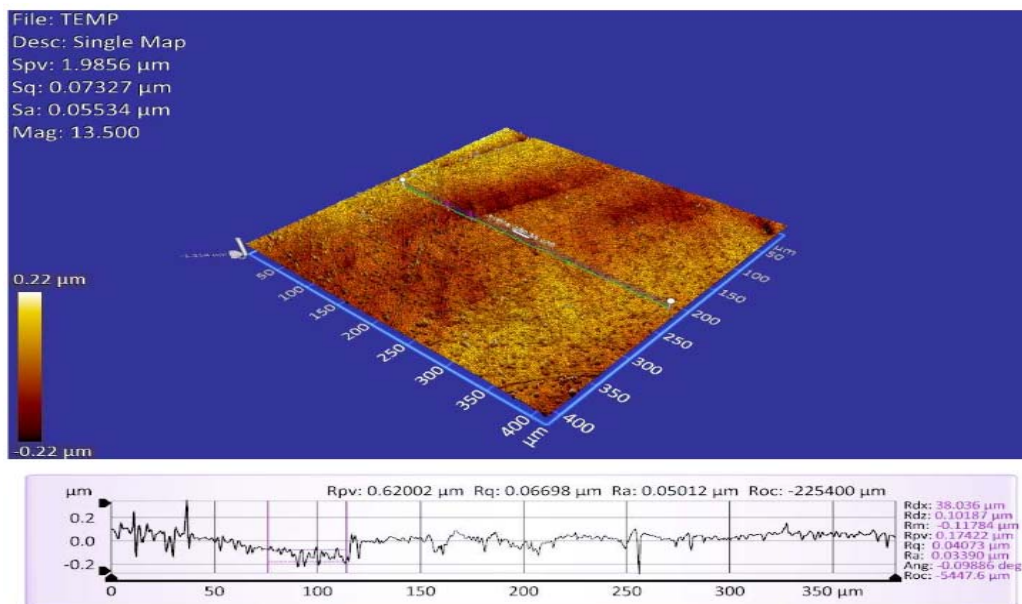 File: TEMP
Desc: Single Map
Spv: 1.9856 µm
Sq: 0.07327 µm
Sa: 0.05534 µm
Mag: 13.500
0.22 µm
-0.22 µm
50
100
150
200
250
300
350
400
µm
µm
50
100
150
200
250
300
350
400
µm
Rpv: 0.62002 µm Rq: 0.06698 µm Ra: 0.05012 µm Roc: -225400 µm
0.2
0.0
-0.2
0 50 100 150 200 250 300 350 µm
Rdx: 38.036 µm
Rdz: 0.10187 µm
Rm: -0.11784 µm
Rpv: 0.17422 µm
Rq: 0.04073 µm
Ra: 0.03390 µm
Ang: -0.09886 deg
Roc: -5447.6 µm